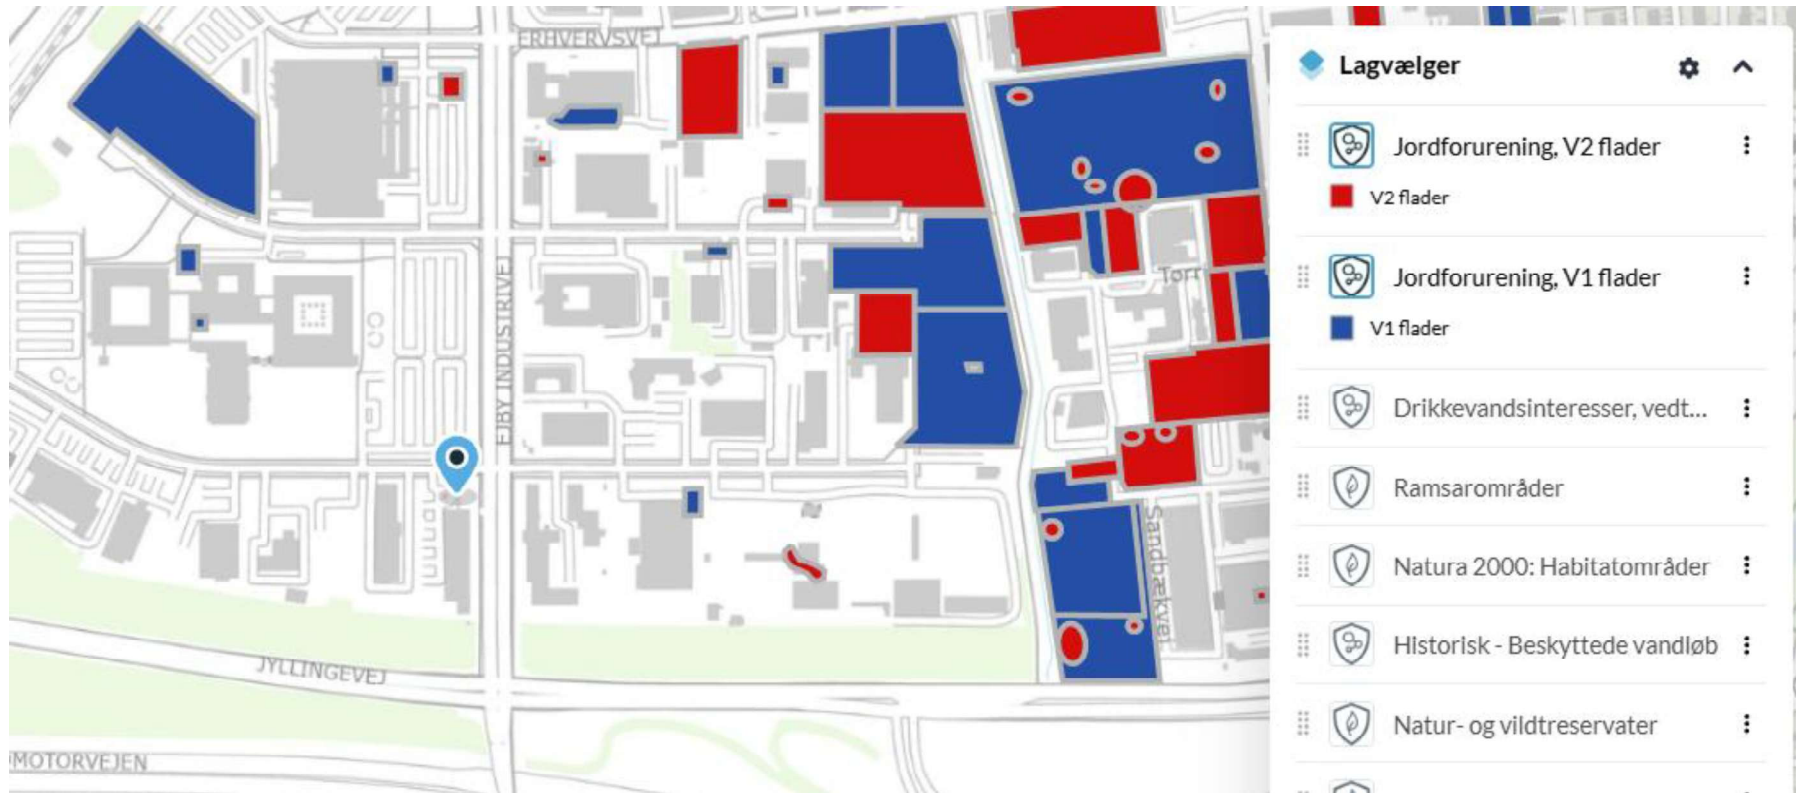 ERHVERVSVEJ
Lagvælger
Jordforurening, V2 flader
V2 flader
Jordforurening, V1 flader
V1 flader
Drikkevandsinteresser, vedt...
Ramsarområder
Natura 2000: Habitatområder
Historisk - Beskyttede vandløb
Natur- og vildtreservater
EJBY INDUSTRIVEJ
Tørr
Sandbækvej
JYLLINGEVEJ
MOTORVEJEN